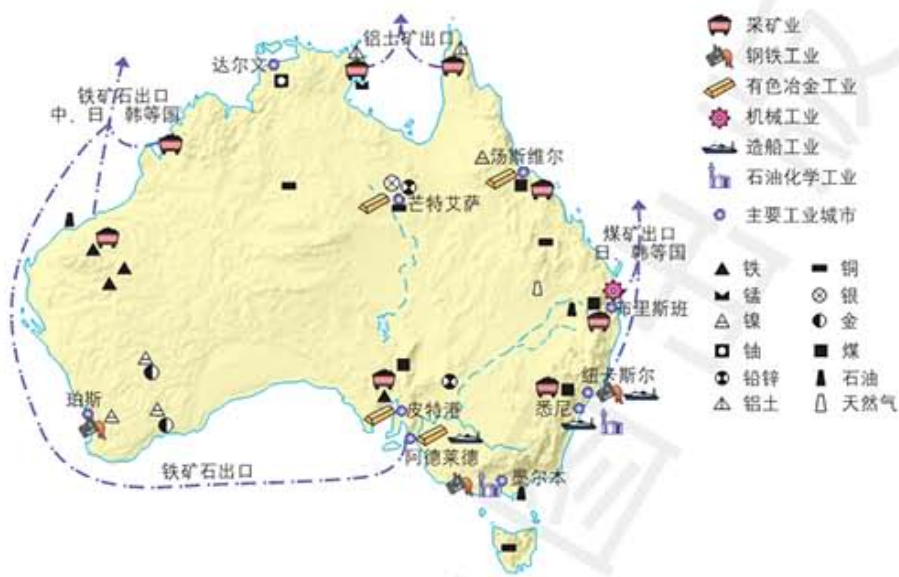 铝土矿出口
达尔文
铁矿石出口
中、日、韩等国
汤斯维尔
芒特艾萨
煤矿出口
日、韩等国
布里斯班
纽卡斯尔
悉尼
珀斯
皮特港
阿德莱德
墨尔本
铁矿石出口
采矿业
钢铁工业
有色冶金工业
机械工业
造船工业
石油化学工业
主要工业城市
铁 铜
锰 银
镍 金
铀 煤
铅锌 石油
铝土 天然气